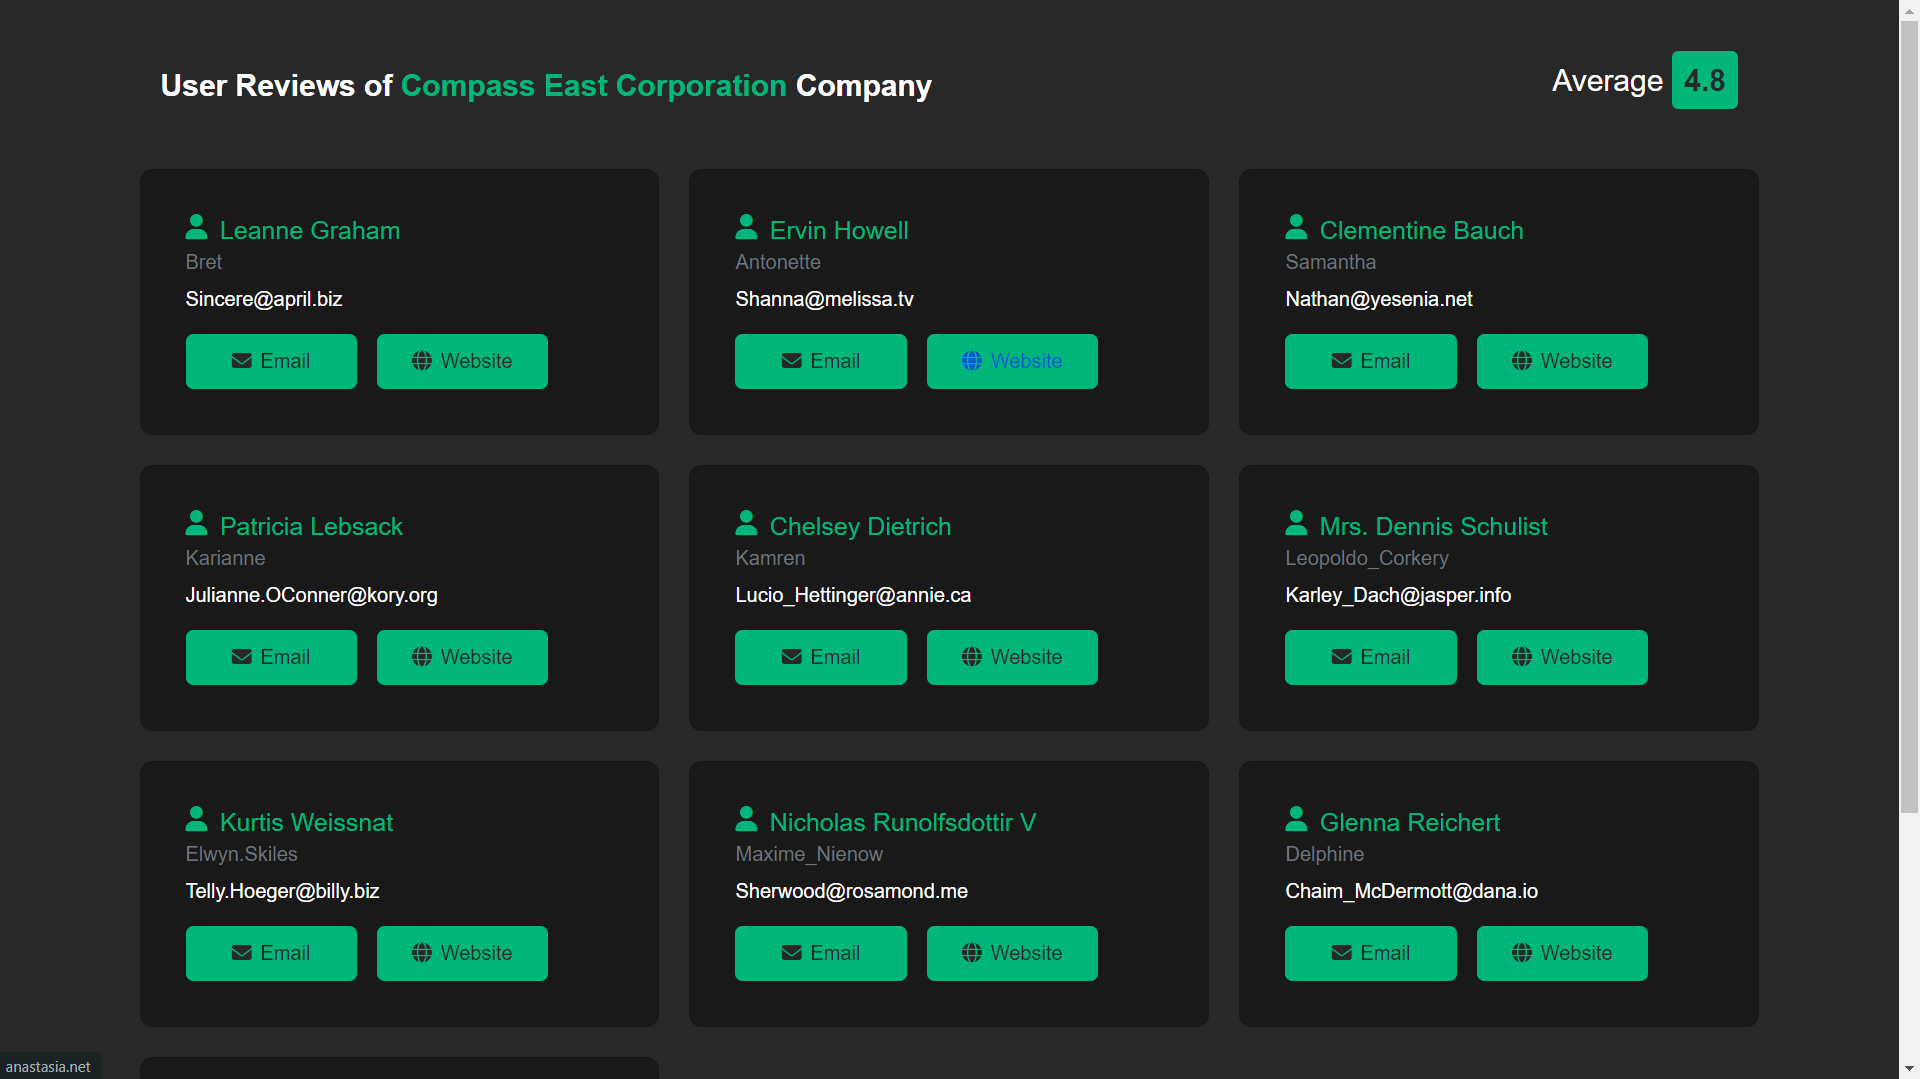 User Reviews of Compass East Corporation Company
Average 4.8
Leanne Graham
Bret
Sincere@april.biz
Email
Website
Ervin Howell
Antonette
Shanna@melissa.tv
Email
Website
Clementine Bauch
Samantha
Nathan@yesenia.net
Email
Website
Patricia Lebsack
Karianne
Julianne.OConner@kory.org
Email
Website
Chelsey Dietrich
Kamren
Lucio_Hettinger@annie.ca
Email
Website
Mrs. Dennis Schulist
Leopoldo_Corkery
Karley_Dach@jasper.info
Email
Website
Kurtis Weissnat
Elwyn.Skiles
Telly.Hoeger@billy.biz
Email
Website
Nicholas Runolfsdottir V
Maxime_Nienow
Sherwood@rosamond.me
Email
Website
Glenna Reichert
Delphine
Chaim_McDermott@dana.io
Email
Website
anastasia.net